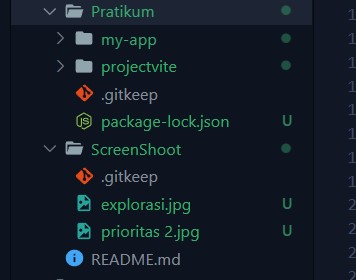 Pratikum
my-app
projectvite
.gitkeep
package-lock.json U
ScreenShoot
.gitkeep
explorasi.jpg U
prioritas 2.jpg U
README.md